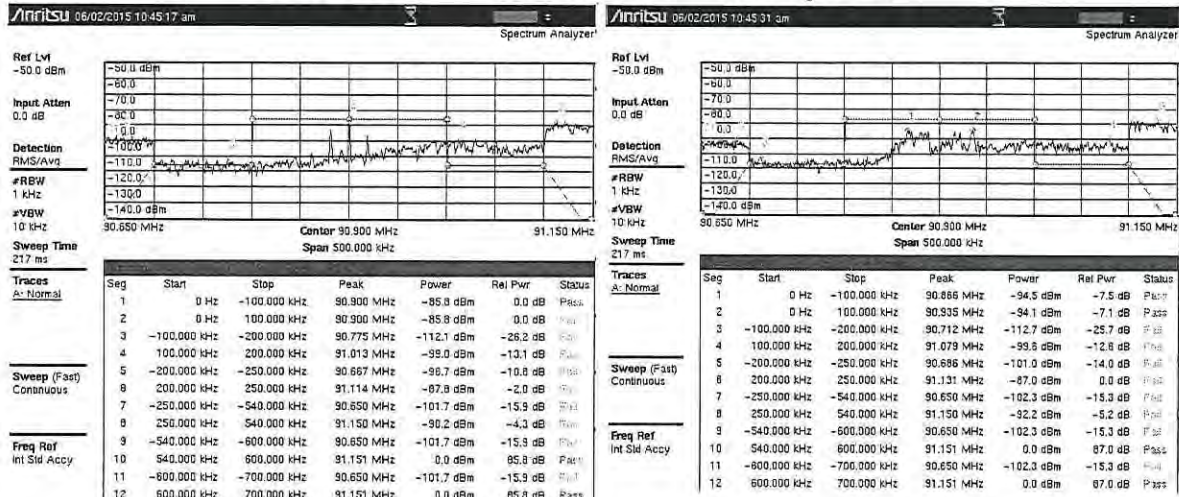 Anritsu 06/02/2015 10:45:17 am
Spectrum Analyzer
Ref Lvl
-50.0 dBm
Input Atten
0.0 dB
Detection
RMS/Avg
#RBW
1 kHz
#VBW
10 kHz
Sweep Time
217 ms
Traces
A: Normal
Sweep (Fast)
Continuous
Freq Ref
Int Std Accy
-50.0 dBm
-60.0
-70.0
-80.0
-100.0
-110.0
-120.0
-130.0
-140.0 dBm
90.650 MHz
Center 90.900 MHz
91.150 MHz
Span 500.000 kHz
Seg Start Stop Peak Power Rel Pwr Status
1 0 Hz -100.000 kHz 90.900 MHz -85.8 dBm 0.0 dB Pass
2 0 Hz 100.000 kHz 90.900 MHz -85.8 dBm 0.0 dB
3 -100.000 kHz -200.000 kHz 90.775 MHz -112.1 dBm -26.2 dB
4 100.000 kHz 200.000 kHz 91.013 MHz -99.0 dBm -13.1 dB
5 -200.000 kHz -250.000 kHz 90.667 MHz -96.7 dBm -10.8 dB
6 200.000 kHz 250.000 kHz 91.114 MHz -87.8 dBm -2.0 dB
7 -250.000 kHz -540.000 kHz 90.650 MHz -101.7 dBm -15.9 dB
8 250.000 kHz 540.000 kHz 91.150 MHz -90.2 dBm -4.3 dB
9 -540.000 kHz -600.000 kHz 90.650 MHz -101.7 dBm -15.9 dB
10 540.000 kHz 600.000 kHz 91.151 MHz 0.0 dBm 85.8 dB Pass
11 -600.000 kHz -700.000 kHz 90.650 MHz -101.7 dBm -15.9 dB
12 600.000 kHz 700.000 kHz 91.151 MHz 0.0 dBm 85.8 dB Pass
Anritsu 06/02/2015 10:45:31 am
Spectrum Analyzer
Ref Lvl
-50.0 dBm
Input Atten
0.0 dB
Detection
RMS/Avg
#RBW
1 kHz
#VBW
10 kHz
Sweep Time
217 ms
Traces
A: Normal
Sweep (Fast)
Continuous
Freq Ref
Int Std Accy
-50.0 dBm
-60.0
-70.0
-80.0
-110.0
-120.0
-130.0
-140.0 dBm
1 2
90.650 MHz
Center 90.900 MHz
91.150 MHz
Span 500.000 kHz
Seg Start Stop Peak Power Rel Pwr Status
1 0 Hz -100.000 kHz 90.866 MHz -94.5 dBm -7.5 dB Pass
2 0 Hz 100.000 kHz 90.935 MHz -94.1 dBm -7.1 dB Pass
3 -100.000 kHz -200.000 kHz 90.712 MHz -112.7 dBm -25.7 dB
4 100.000 kHz 200.000 kHz 91.079 MHz -99.6 dBm -12.6 dB
5 -200.000 kHz -250.000 kHz 90.686 MHz -101.0 dBm -14.0 dB
6 200.000 kHz 250.000 kHz 91.131 MHz -87.0 dBm 0.0 dB
7 -250.000 kHz -540.000 kHz 90.650 MHz -102.3 dBm -15.3 dB
8 250.000 kHz 540.000 kHz 91.150 MHz -92.2 dBm -5.2 dB
9 -540.000 kHz -600.000 kHz 90.650 MHz -102.3 dBm -15.3 dB
10 540.000 kHz 600.000 kHz 91.151 MHz 0.0 dBm 87.0 dB Pass
11 -600.000 kHz -700.000 kHz 90.650 MHz -102.3 dBm -15.3 dB
12 600.000 kHz 700.000 kHz 91.151 MHz 0.0 dBm 87.0 dB Pass